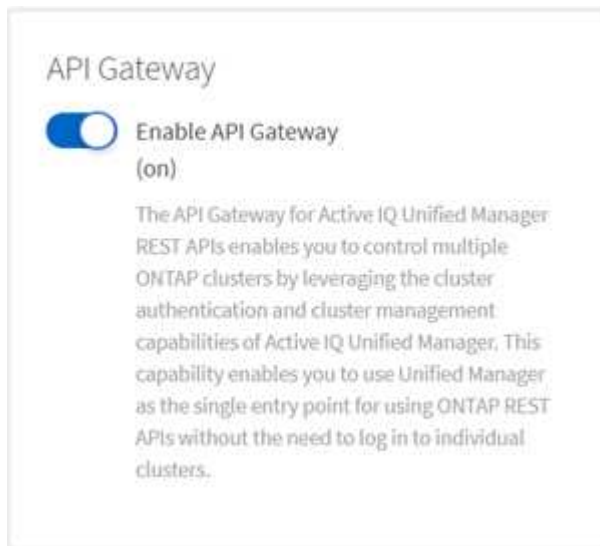 API Gateway
Enable API Gateway
(on)
The API Gateway for Active IQ Unified Manager
REST APIs enables you to control multiple
ONTAP clusters by leveraging the cluster
authentication and cluster management
capabilities of Active IQ Unified Manager. This
capability enables you to use Unified Manager
as the single entry point for using ONTAP REST
APIs without the need to log in to individual
clusters.